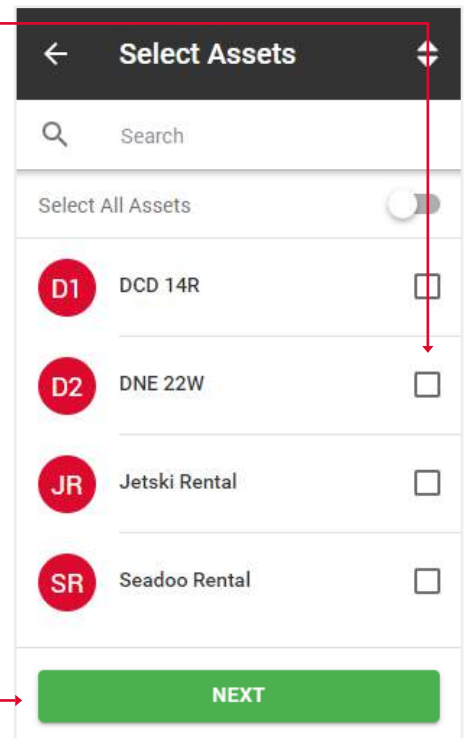 Select Assets
Search
Select All Assets
D1 DCD 14R
D2 DNE 22W
JR Jetski Rental
SR Seadoo Rental
NEXT